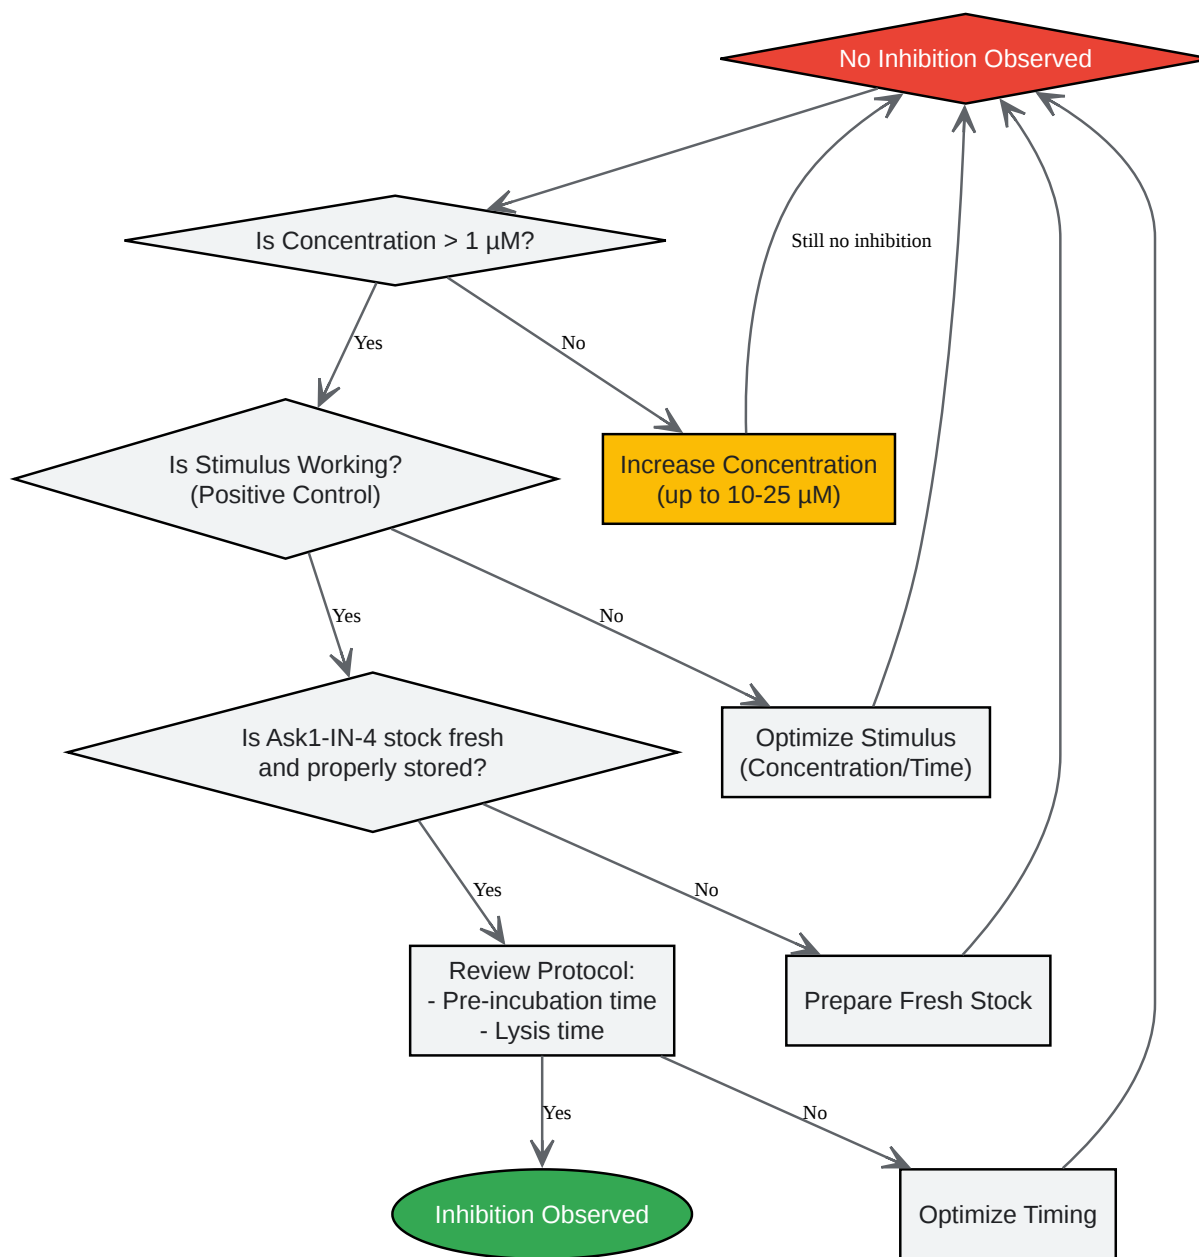 No Inhibition Observed
Is Concentration > 1 µM?
Still no inhibition
Yes
No
Is Stimulus Working?
(Positive Control)
Increase Concentration
(up to 10-25 µM)
Yes
No
Is Ask1-IN-4 stock fresh
and properly stored?
Optimize Stimulus
(Concentration/Time)
Yes
No
Review Protocol:
- Pre-incubation time
- Lysis time
Prepare Fresh Stock
Yes
No
Inhibition Observed
Optimize Timing